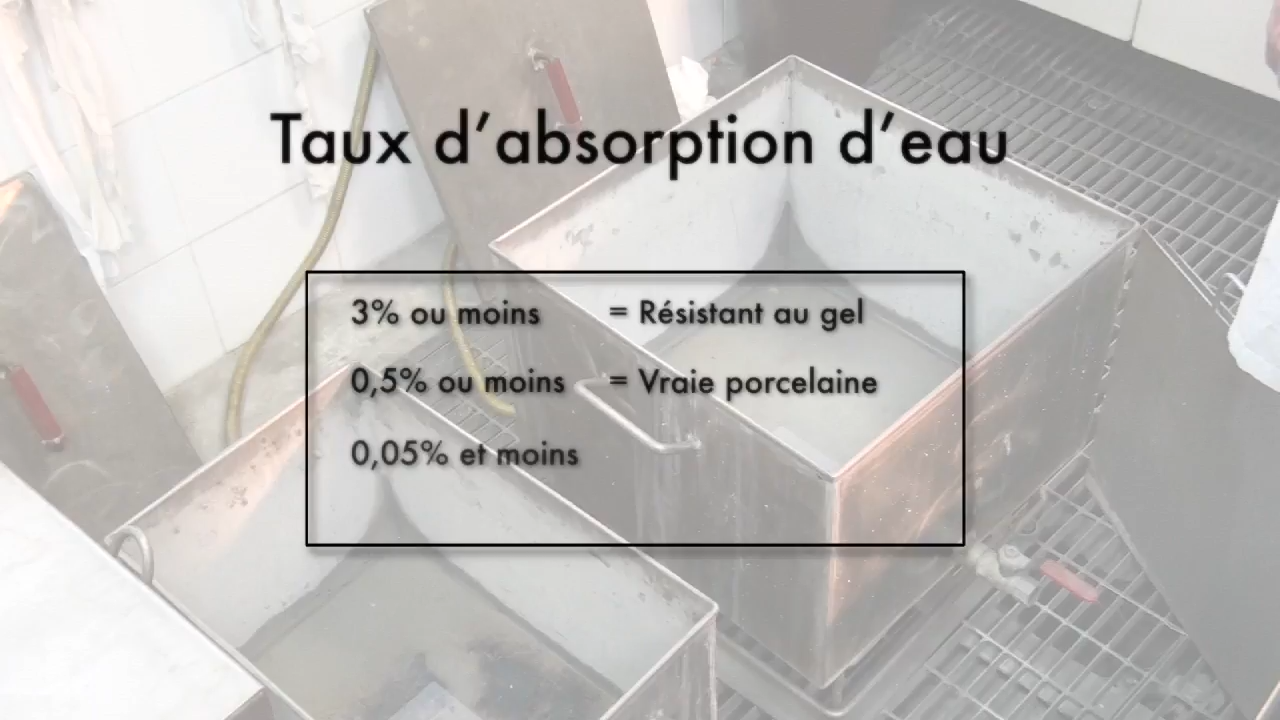 Taux d’absorption d’eau
3% ou moins = Résistant au gel
0,5% ou moins = Vraie porcelaine
0,05% et moins